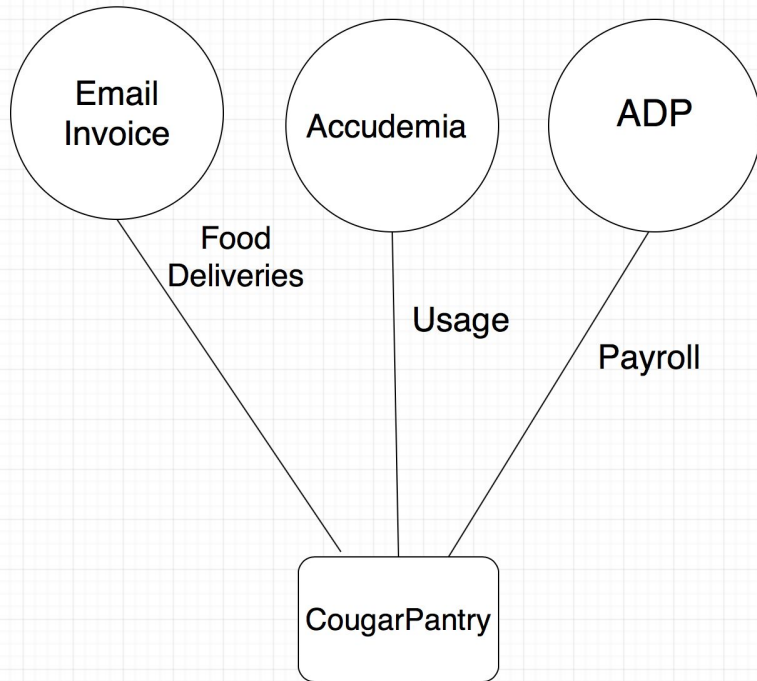 Email
Invoice
Accudemia
ADP
Food
Deliveries
Usage
Payroll
CougarPantry